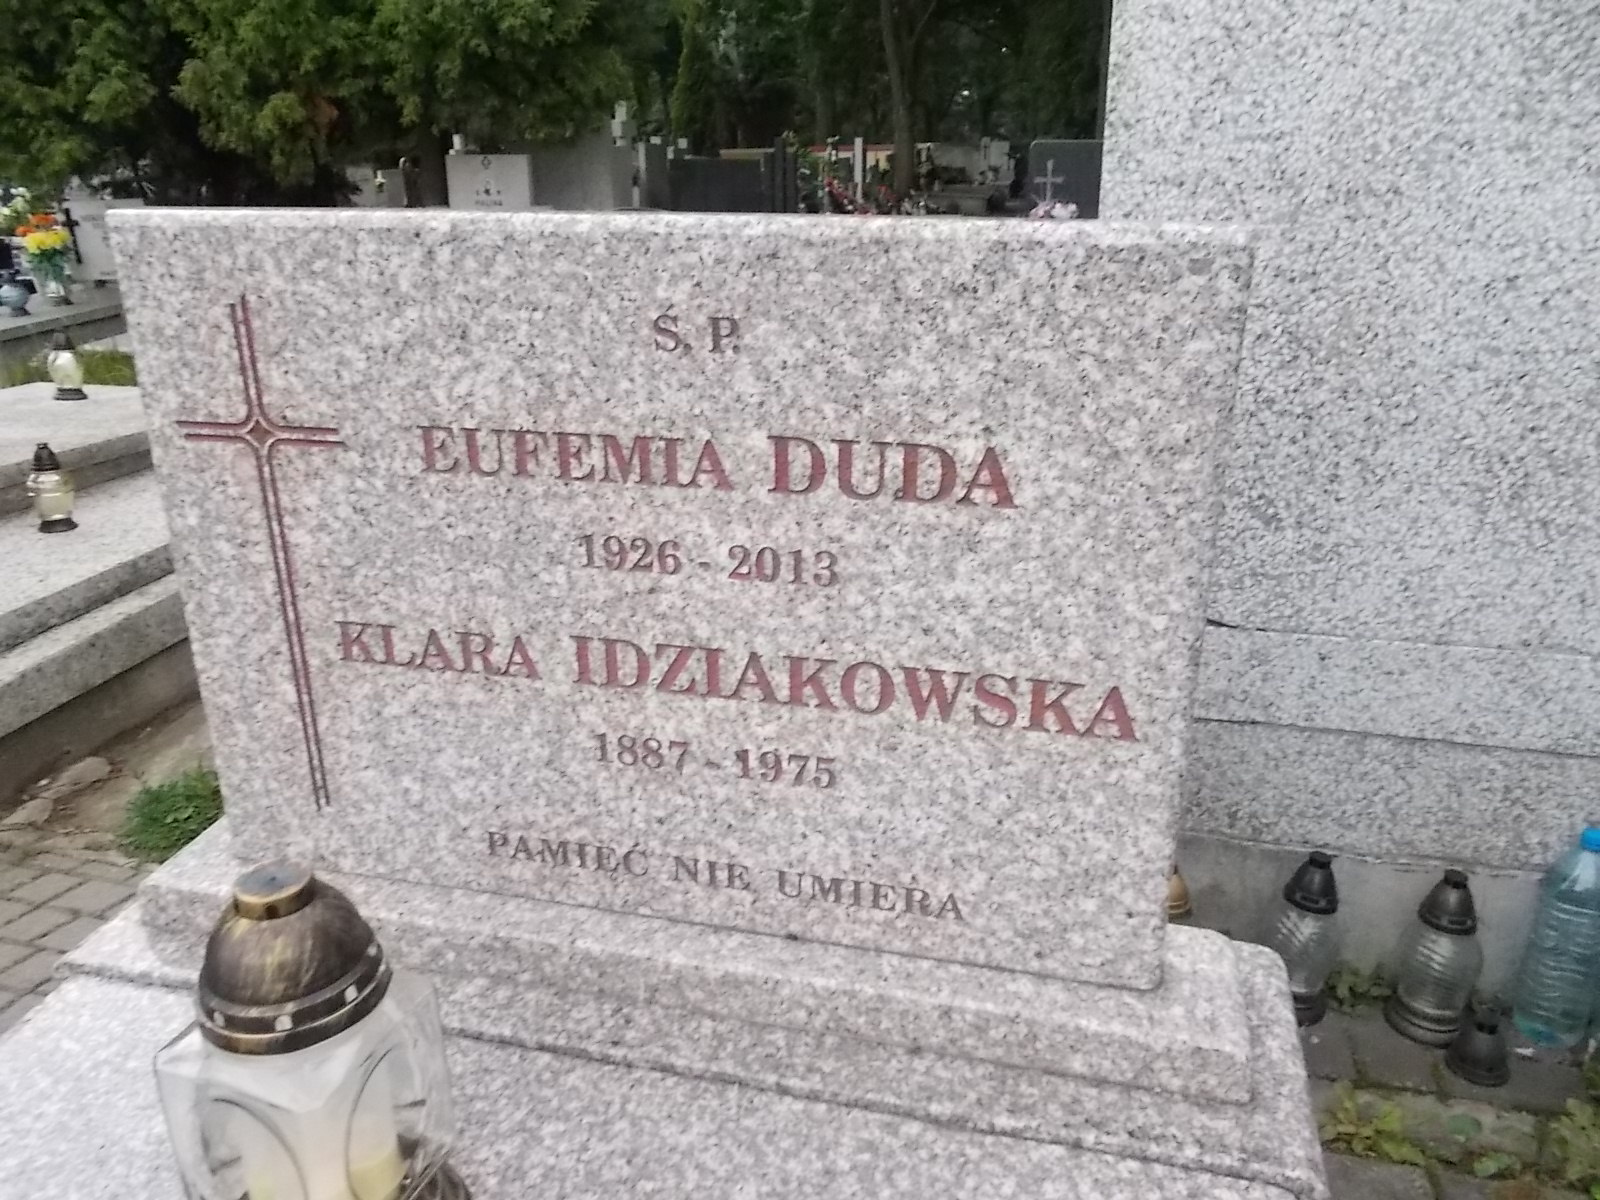 Ś. P.
EUFEMIA DUDA
1926 - 2013
KLARA IDZIAKOWSKA
1887 - 1975
PAMIĘĆ NIE UMIERA